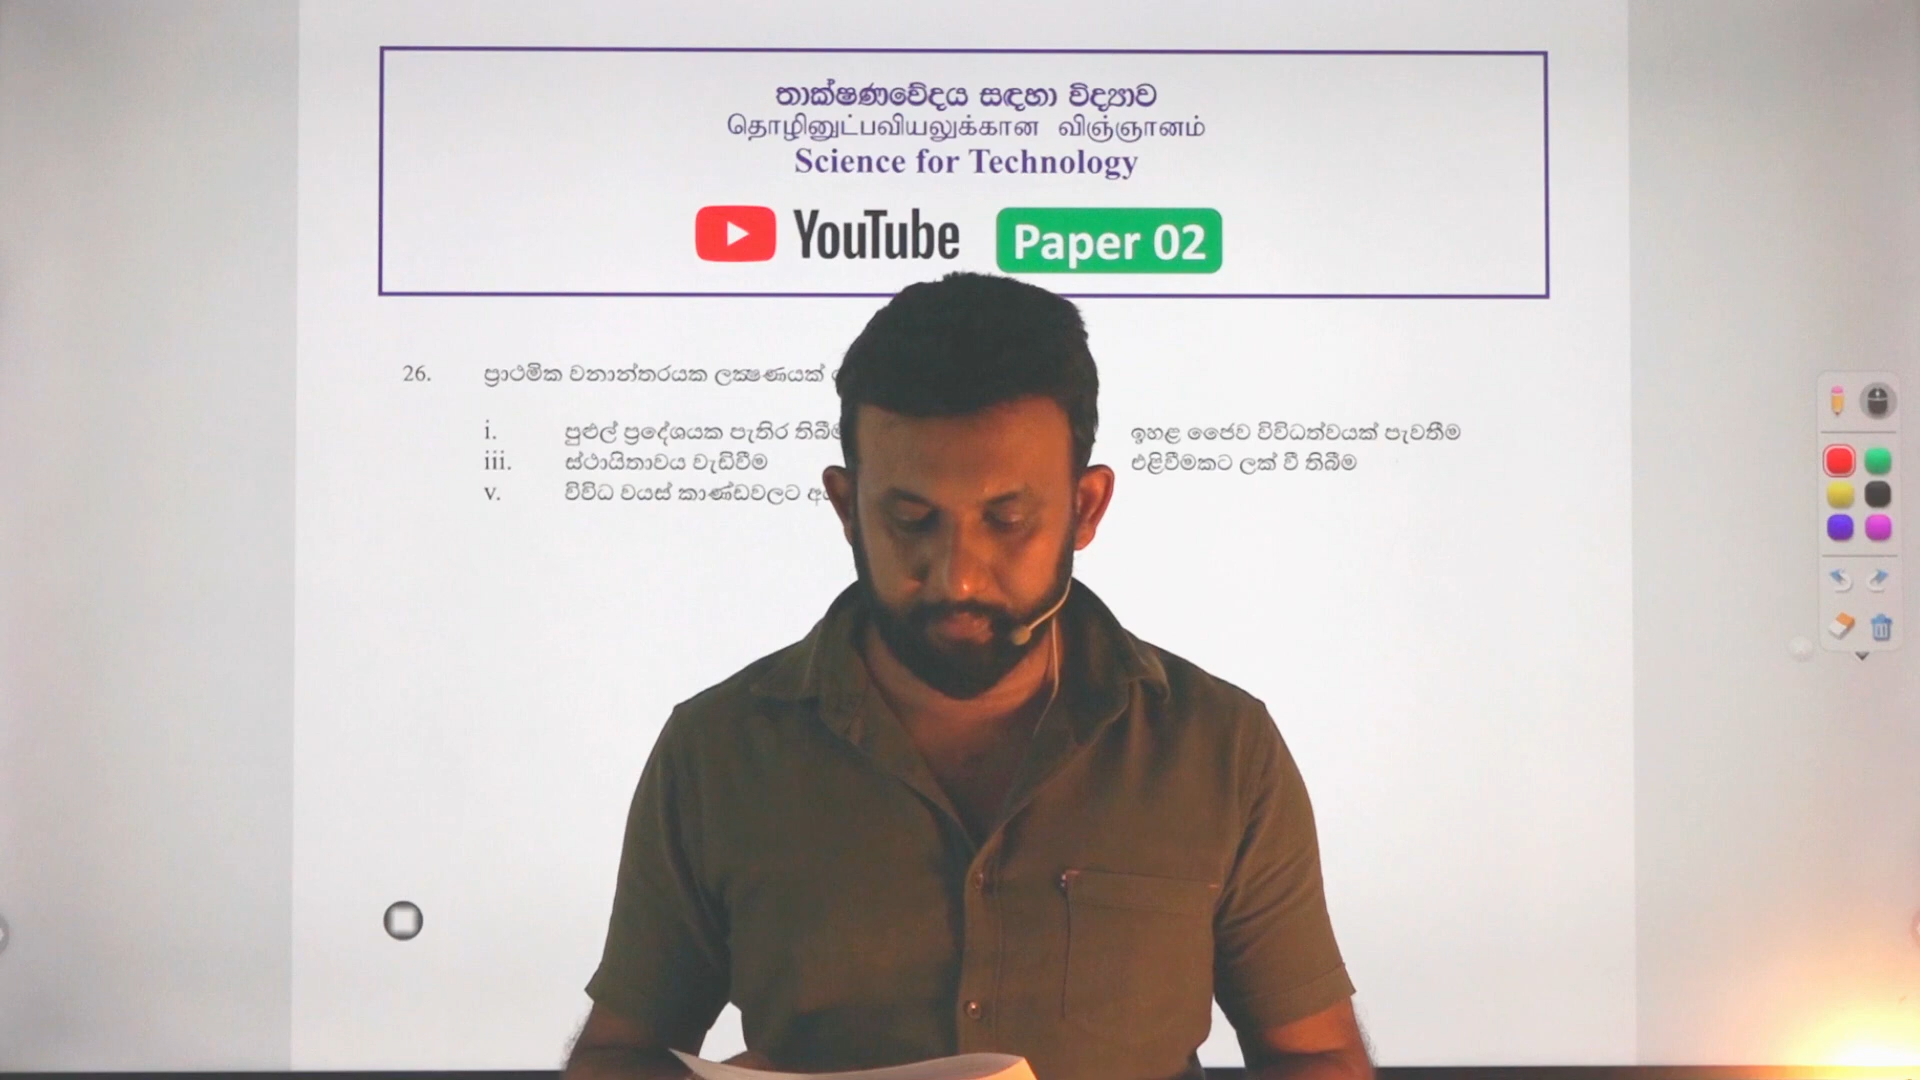 තාක්ෂණවේදය සඳහා විද්‍යාව
தொழினுட்பவியலுக்கான விஞ்ஞானம்
Science for Technology
YouTube Paper 02
26. ප්‍රාථමික වනාන්තරයක ලක්ෂණයක්
i. පුළුල් ප්‍රදේශයක පැතිර ඉහළ ජෛව විවිධත්වයක් පැවතීම
iii. ස්ථායීතාවය වැඩිවීම එළිවීමකට ලක් වී තිබීම
v. විවිධ වයස් කාණ්ඩවලට